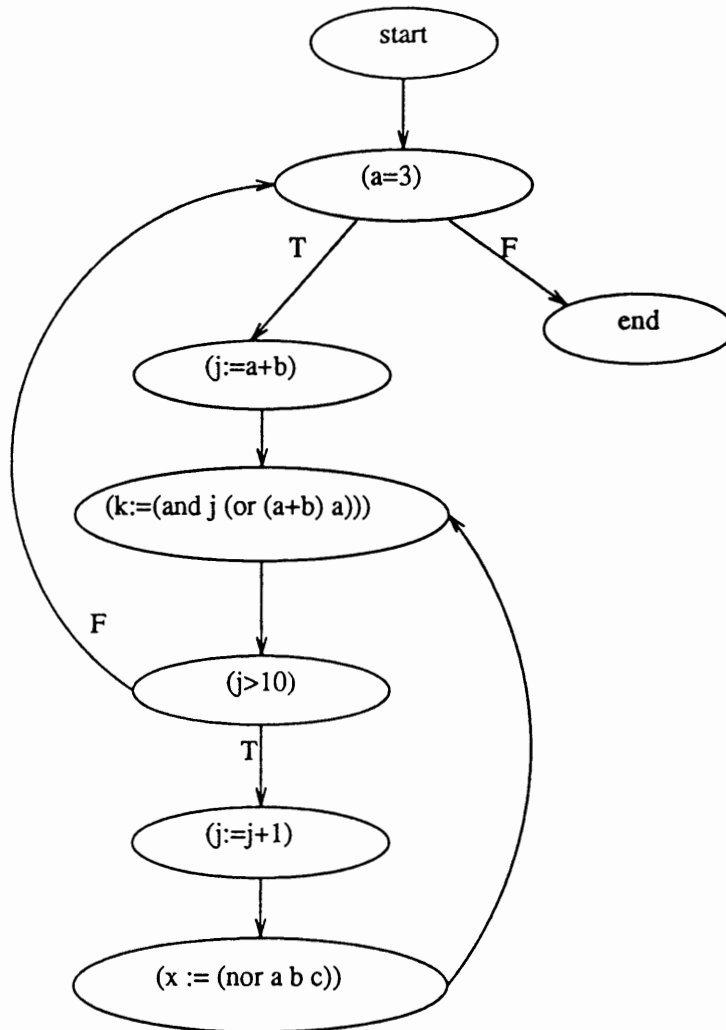 start
(a=3)
T
F
end
(j:=a+b)
(k:=(and j (or (a+b) a)))
F
(j>10)
T
(j:=j+1)
(x := (nor a b c))